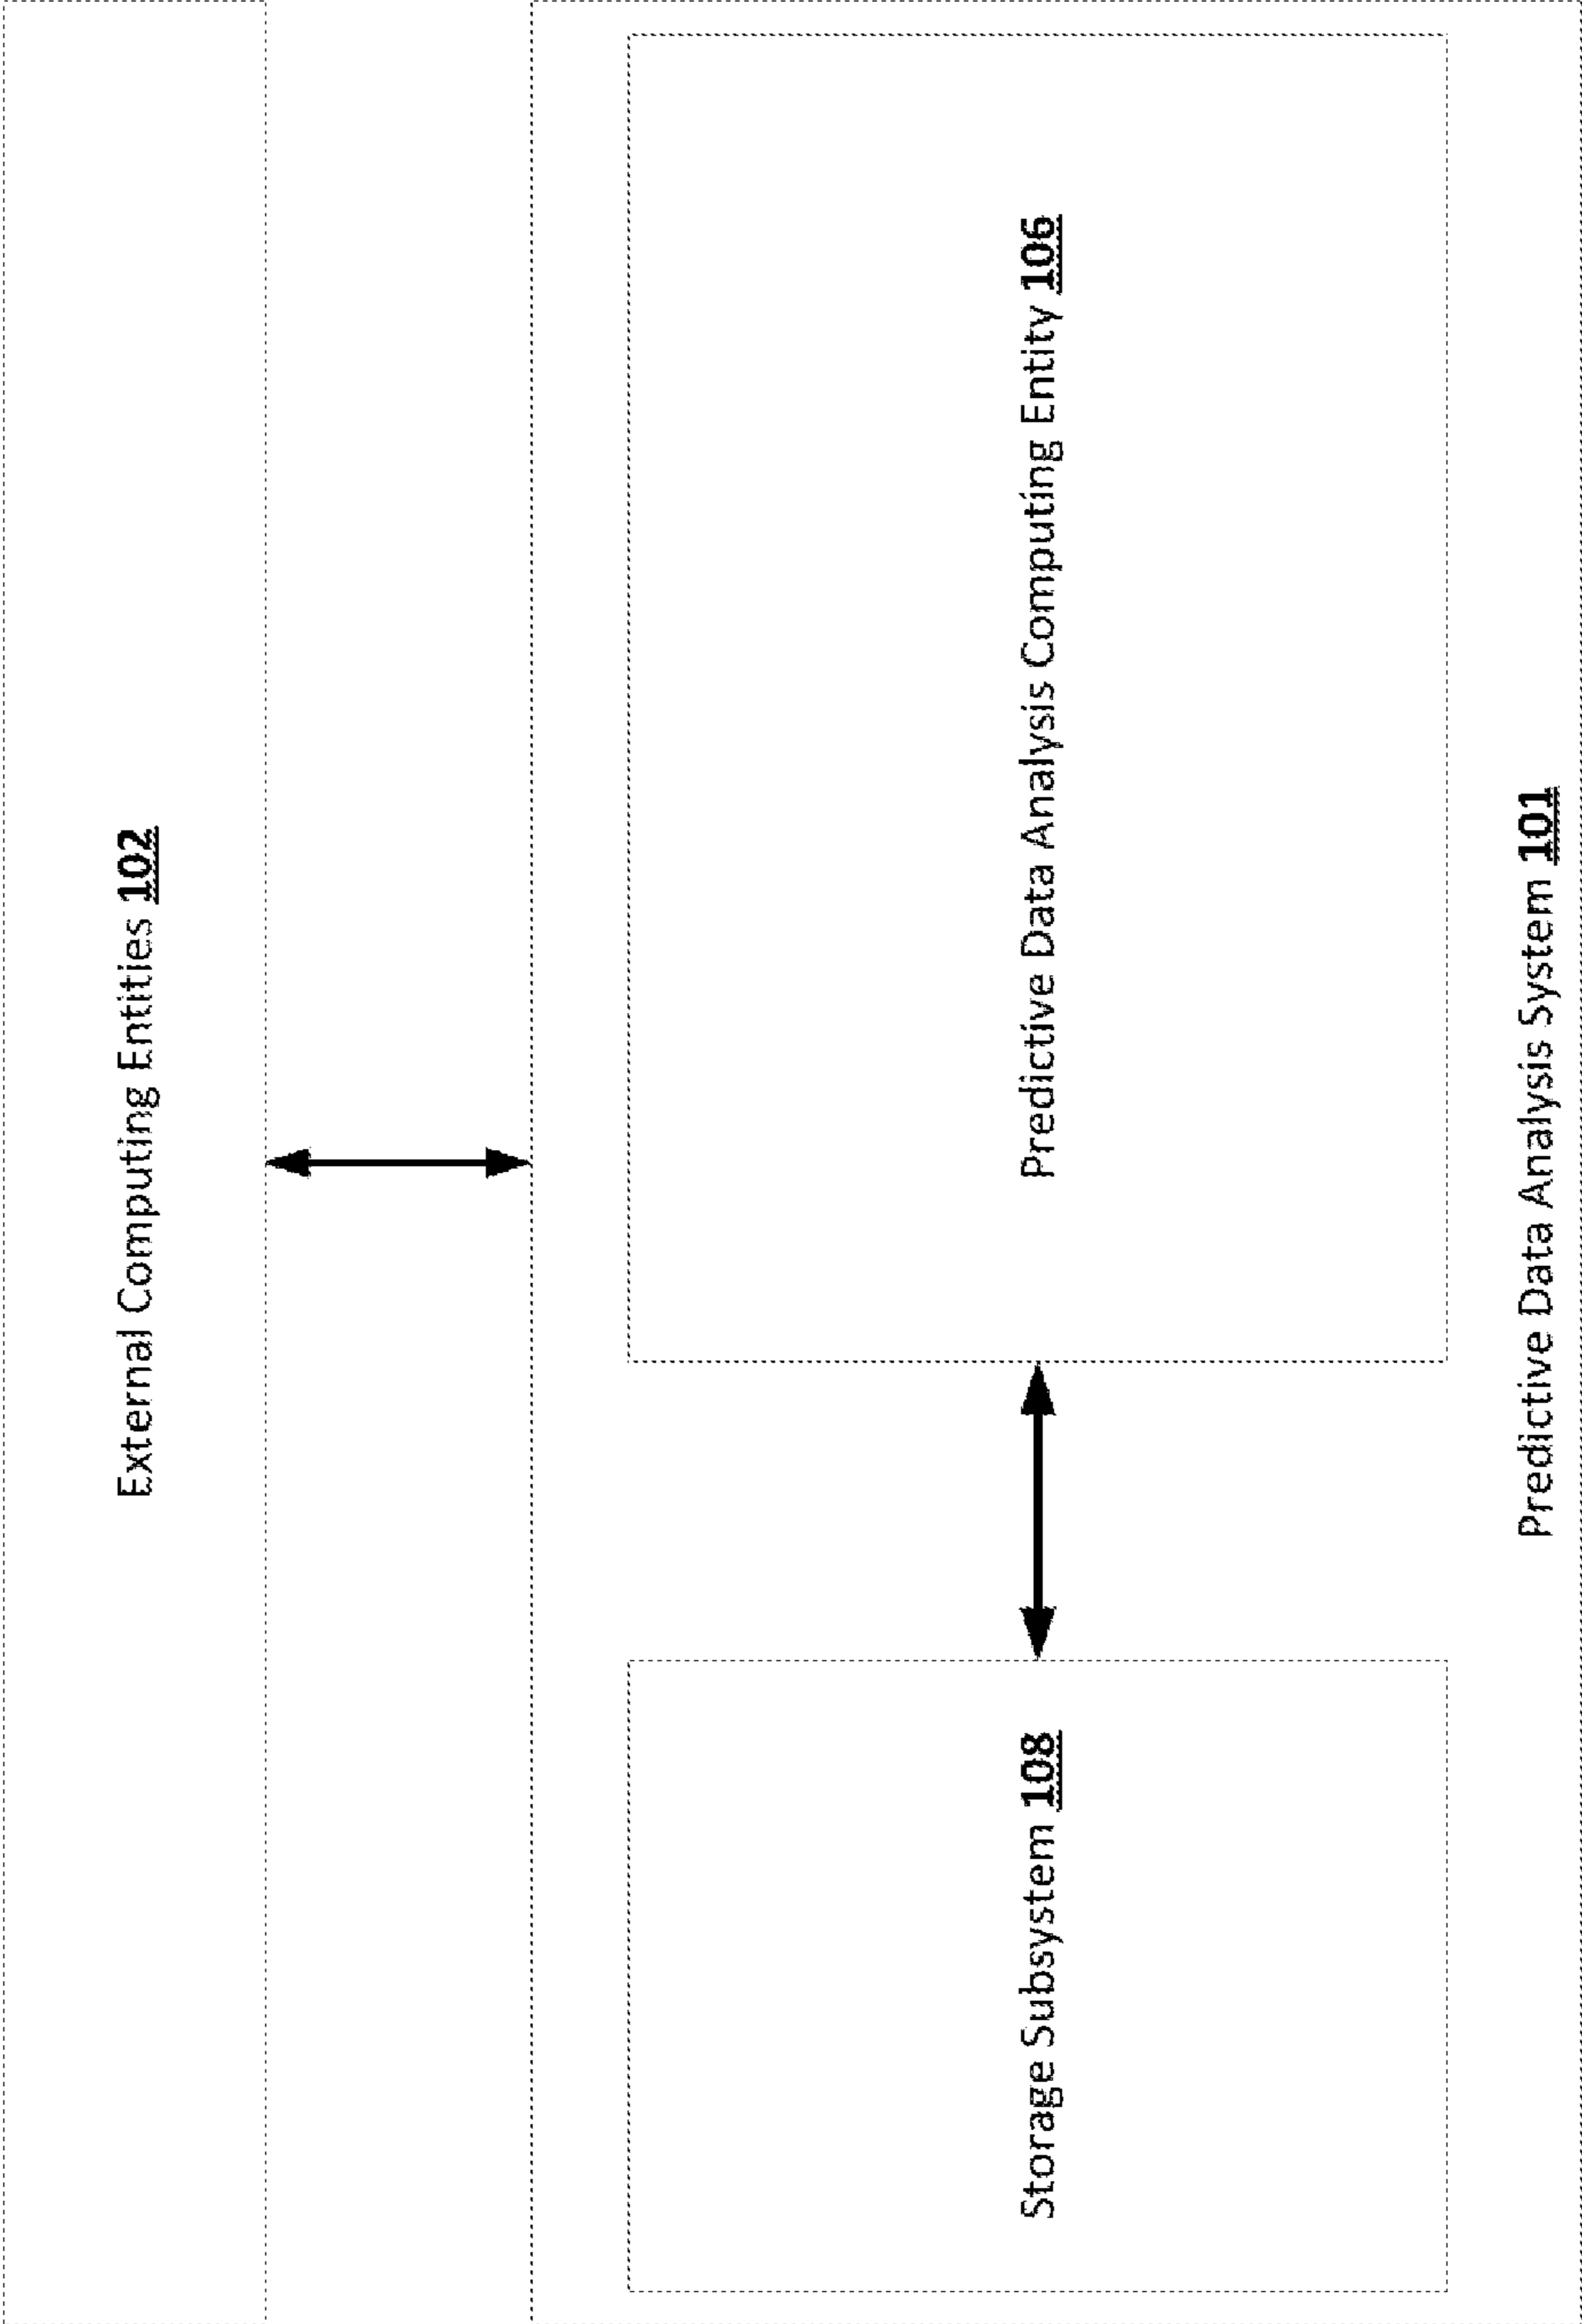 External Computing Entities 102
Storage Subsystem 108
Predictive Data Analysis Computing Entity 106
Predictive Data Analysis System 101